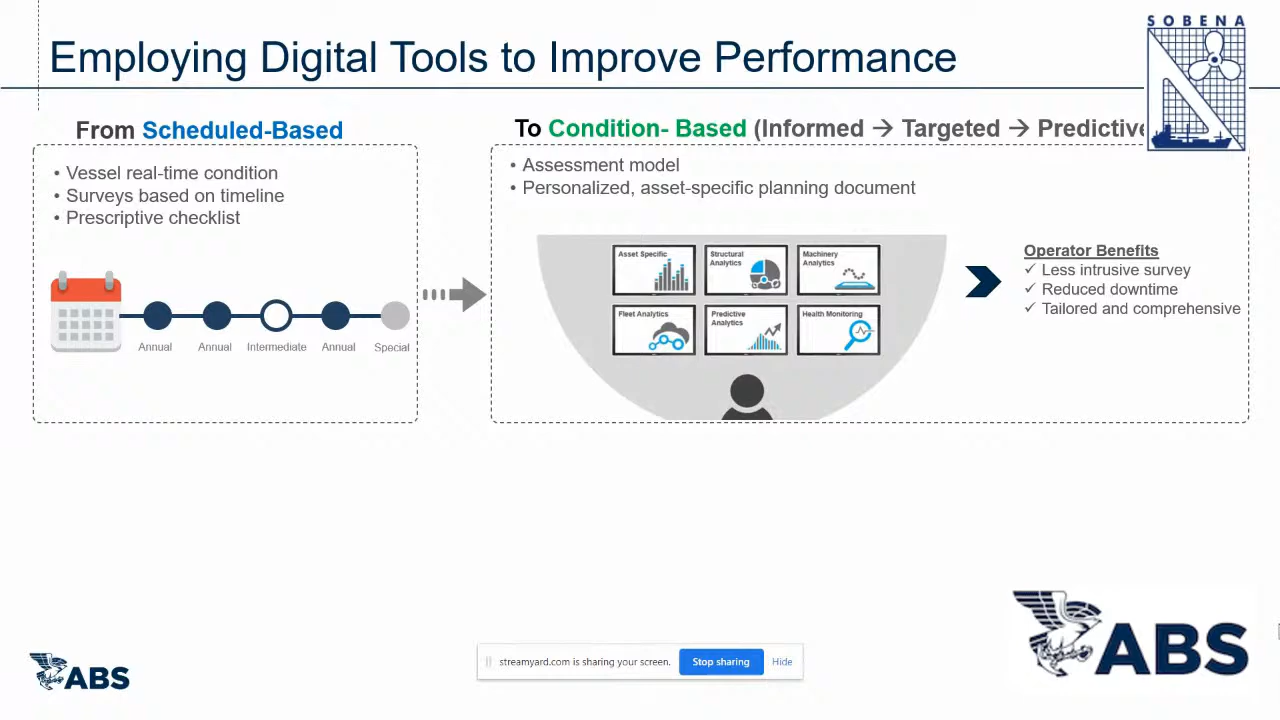 SOBENA
Employing Digital Tools to Improve Performance
From Scheduled-Based
• Vessel real-time condition
• Surveys based on timeline
• Prescriptive checklist
Annual
Annual
Intermediate
Annual
Special
To Condition- Based (Informed → Targeted → Predictive
• Assessment model
• Personalized, asset-specific planning document
Asset Specific
Structural
Analytics
Machinery
Analytics
Fleet Analytics
Predictive
Analytics
Health Monitoring
Operator Benefits
✓ Less intrusive survey
✓ Reduced downtime
✓ Tailored and comprehensive
ABS
streamyard.com is sharing your screen.
Stop sharing
Hide
ABS